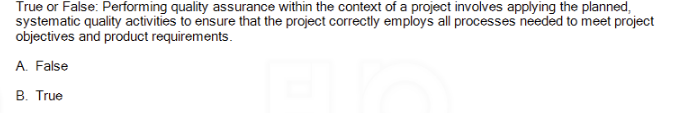 True or False: Performing quality assurance within the context of a project involves applying the planned,
systematic quality activities to ensure that the project correctly employs all processes needed to meet project
objectives and product requirements.
A. False
B. True